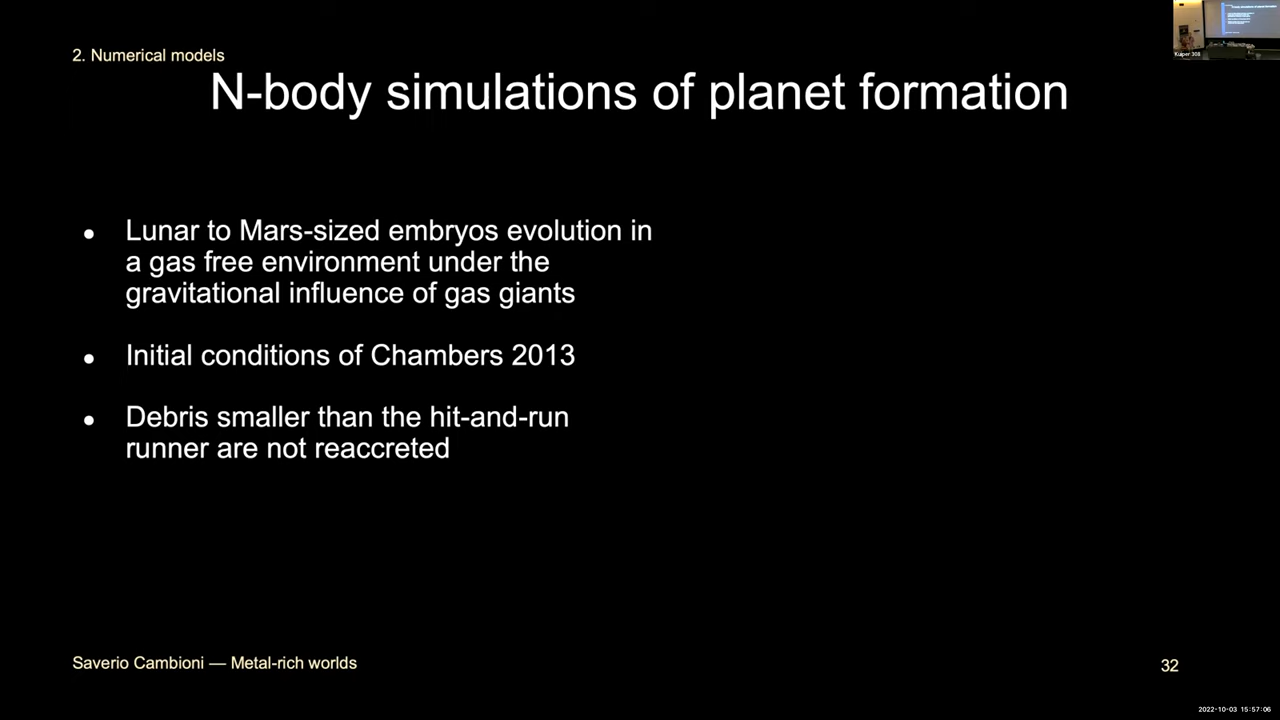 2. Numerical models
N-body simulations of planet formation
Kuiper 308
• Lunar to Mars-sized embryos evolution in
a gas free environment under the
gravitational influence of gas giants
• Initial conditions of Chambers 2013
• Debris smaller than the hit-and-run
runner are not reaccreted
Saverio Cambioni — Metal-rich worlds
32
2022-10-03 15:57:06